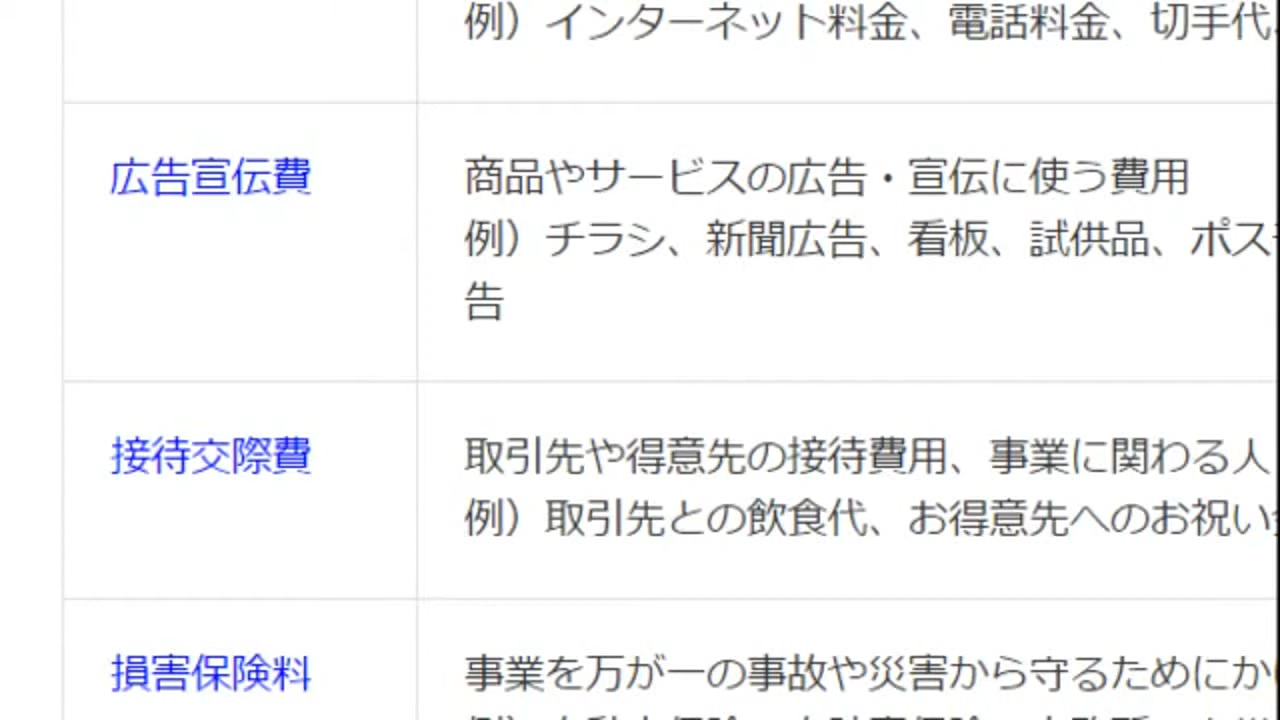 例）インターネット料金、電話料金、切手代
広告宣伝費
商品やサービスの広告・宣伝に使う費用
例）チラシ、新聞広告、看板、試供品、ポス
告
接待交際費
取引先や得意先の接待費用、事業に関わる人
例）取引先との飲食代、お得意先へのお祝い
損害保険料
事業を万が一の事故や災害から守るためにか